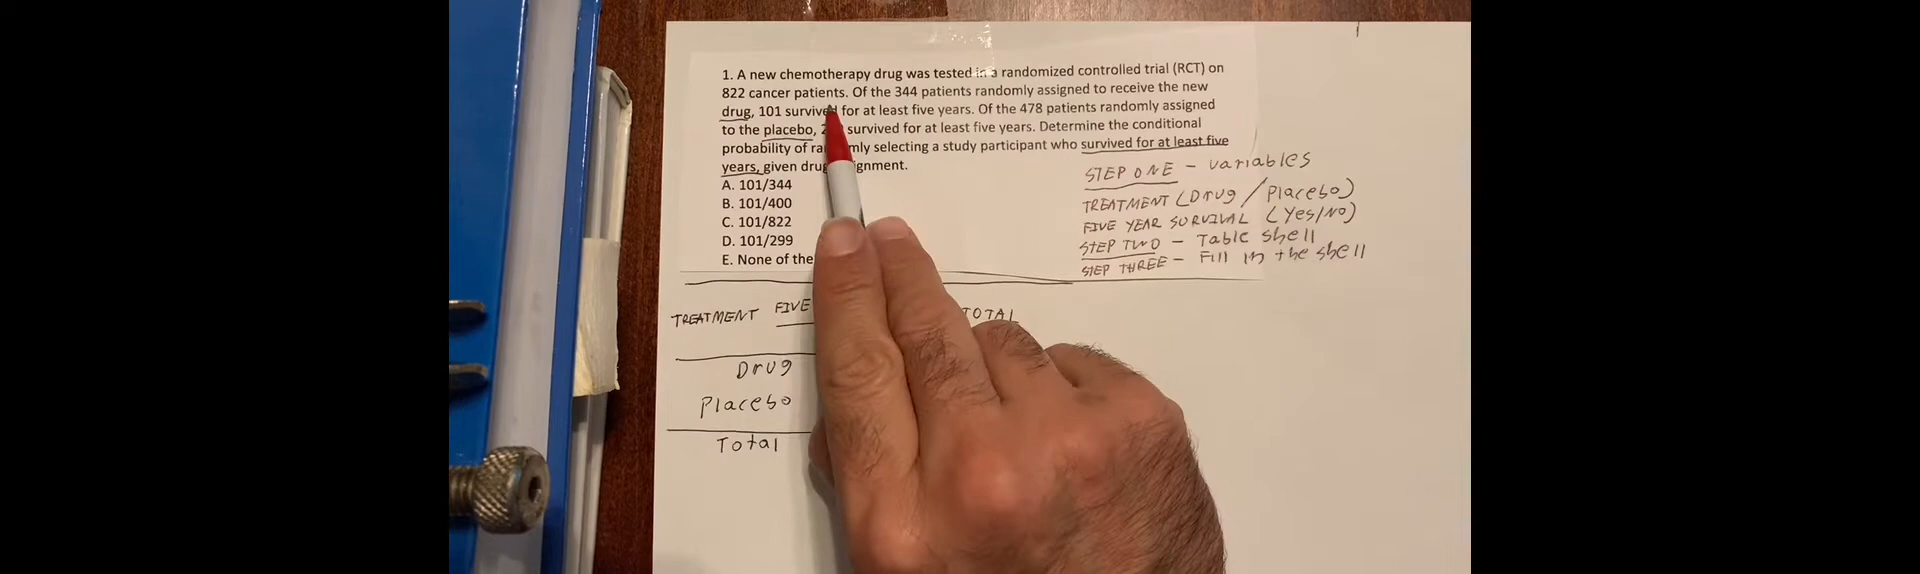 1. A new chemotherapy drug was tested in a randomized controlled trial (RCT) on
822 cancer patients. Of the 344 patients randomly assigned to receive the new
drug, 101 survived for at least five years. Of the 478 patients randomly assigned
to the placebo, survived for at least five years. Determine the conditional
probability of selecting a study participant who survived for at least five
years, given
A. 101/344
B. 101/400
C. 101/822
D. 101/299
E. None of the
STEP ONE - variables
TREATMENT (Drug/Placebo)
FIVE YEAR SURVIVAL (Yes/No)
STEP TWO - Table shell
STEP THREE - Fill in the shell
TREATMENT FIVE TOTAL
Drug
Placebo
Total